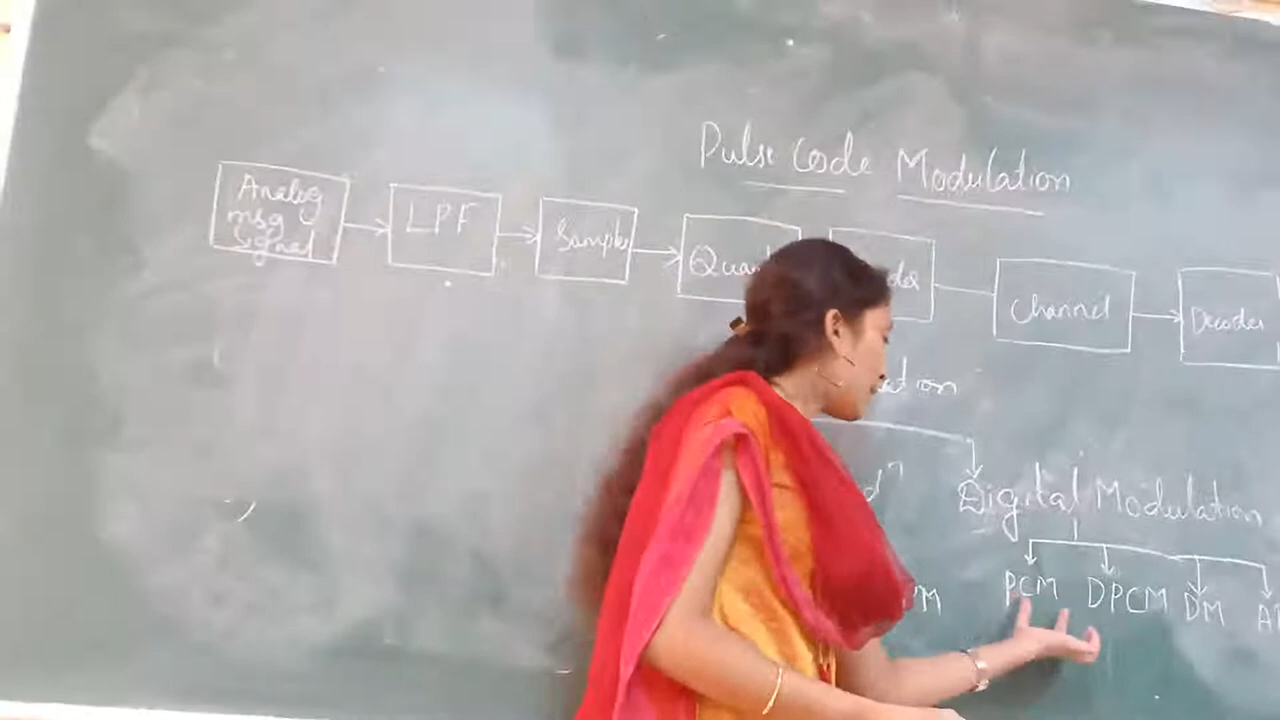 Pulse Code Modulation
Analog
msg
Signal
LPF
Sampler
Channel
Decoder
Digital Modulation
PCM DPCM DM